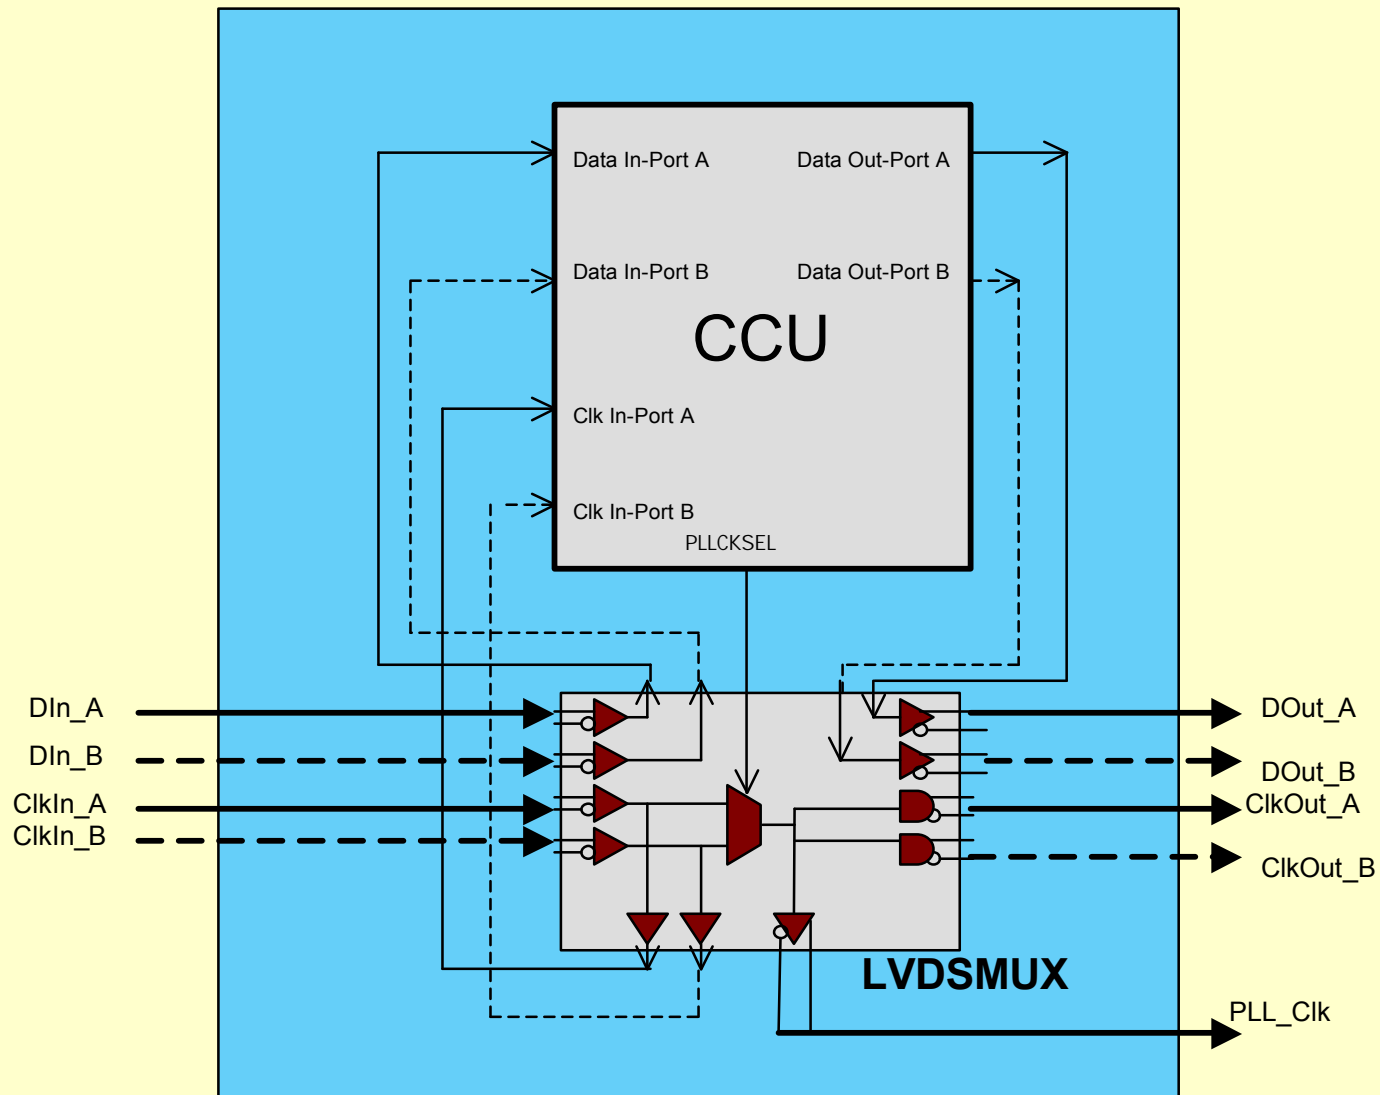 Data In-Port A
Data Out-Port A
Data In-Port B
Data Out-Port B
CCU
Clk In-Port A
Clk In-Port B
PLLCKSEL
DIn_A
DOut_A
DIn_B
DOut_B
ClkIn_A
ClkOut_A
ClkIn_B
ClkOut_B
LVDSMUX
PLL_Clk